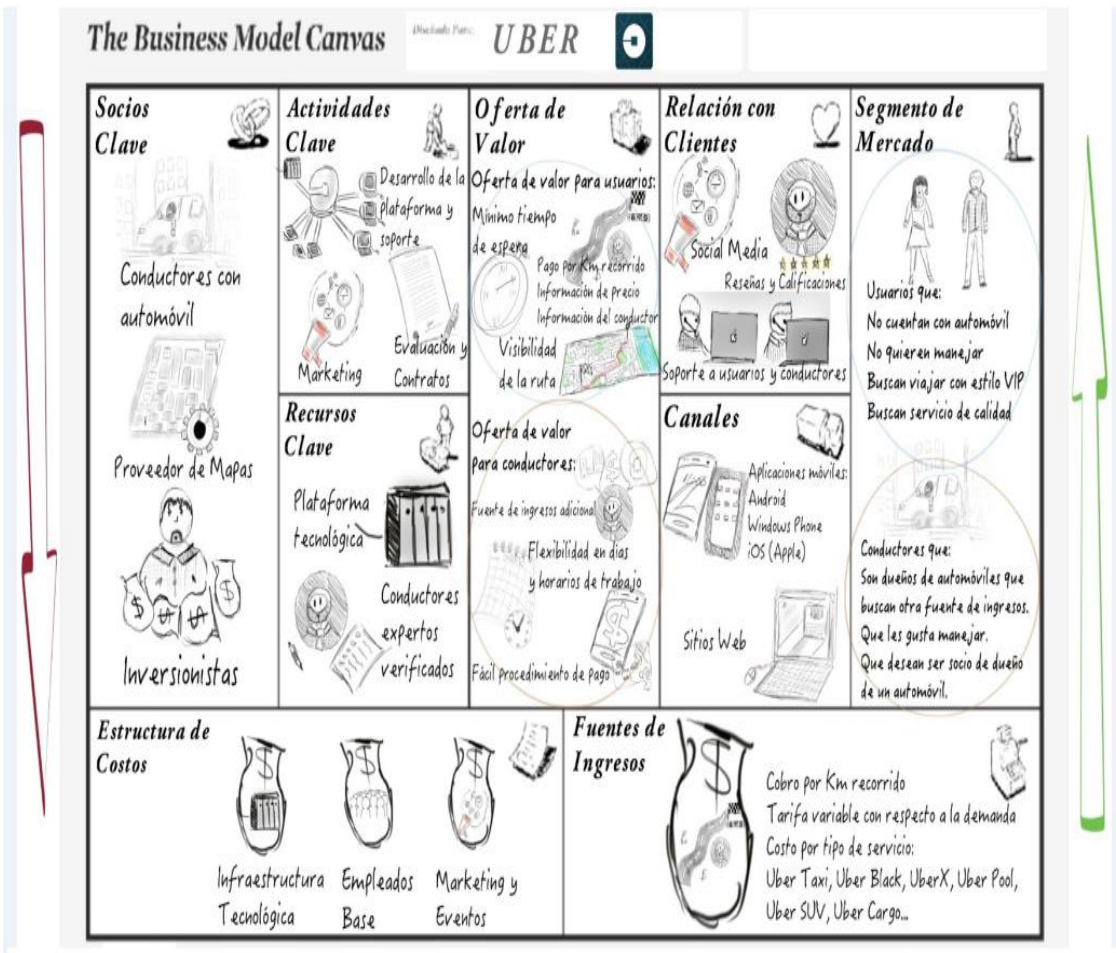 The Business Model Canvas
Diseñado Para:
UBER
Socios
Clave
Conductores con
automóvil
Proveedor de Mapas
Inversionistas
Actividades
Clave
Desarrollo de la
plataforma y
soporte
Marketing
Evaluación y
Contratos
Recursos
Clave
Plataforma
tecnológica
Conductores
expertos
verificados
Oferta de
Valor
Oferta de valor para usuarios:
Mínimo tiempo
de espera
Pago por Km recorrido
Información de precio
Información del conductor
Visibilidad
de la ruta
Oferta de valor
para conductores:
Fuente de ingresos adicional
Flexibilidad en días
y horarios de trabajo
Fácil procedimiento de pago
Relación con
Clientes
Social Media
Reseñas y Calificaciones
Soporte a usuarios y conductores
Canales
Aplicaciones móviles:
Android
Windows Phone
iOS (Apple)
Sitios Web
Segmento de
Mercado
Usuarios que:
No cuentan con automóvil
No quieren manejar
Buscan viajar con estilo VIP
Buscan servicio de calidad
Conductores que:
Son dueños de automóviles que
buscan otra fuente de ingresos.
Que les gusta manejar.
Que desean ser socio de dueño
de un automóvil.
Estructura de
Costos
Infraestructura
Tecnológica
Empleados
Base
Marketing y
Eventos
Fuentes de
Ingresos
Cobro por Km recorrido
Tarifa variable con respecto a la demanda
Costo por tipo de servicio:
Uber Taxi, Uber Black, UberX, Uber Pool,
Uber SUV, Uber Cargo...